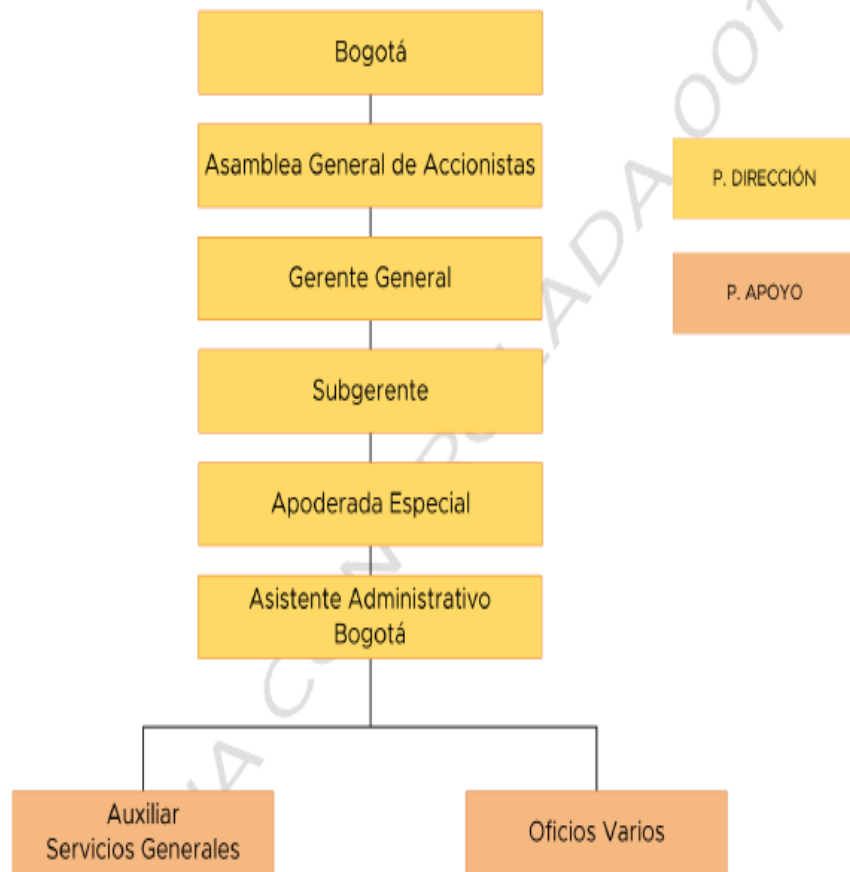 Bogotá
Asamblea General de Accionistas
P. DIRECCIÓN
Gerente General
P. APOYO
Subgerente
Apoderada Especial
Asistente Administrativo
Bogotá
Auxiliar
Servicios Generales
Oficios Varios